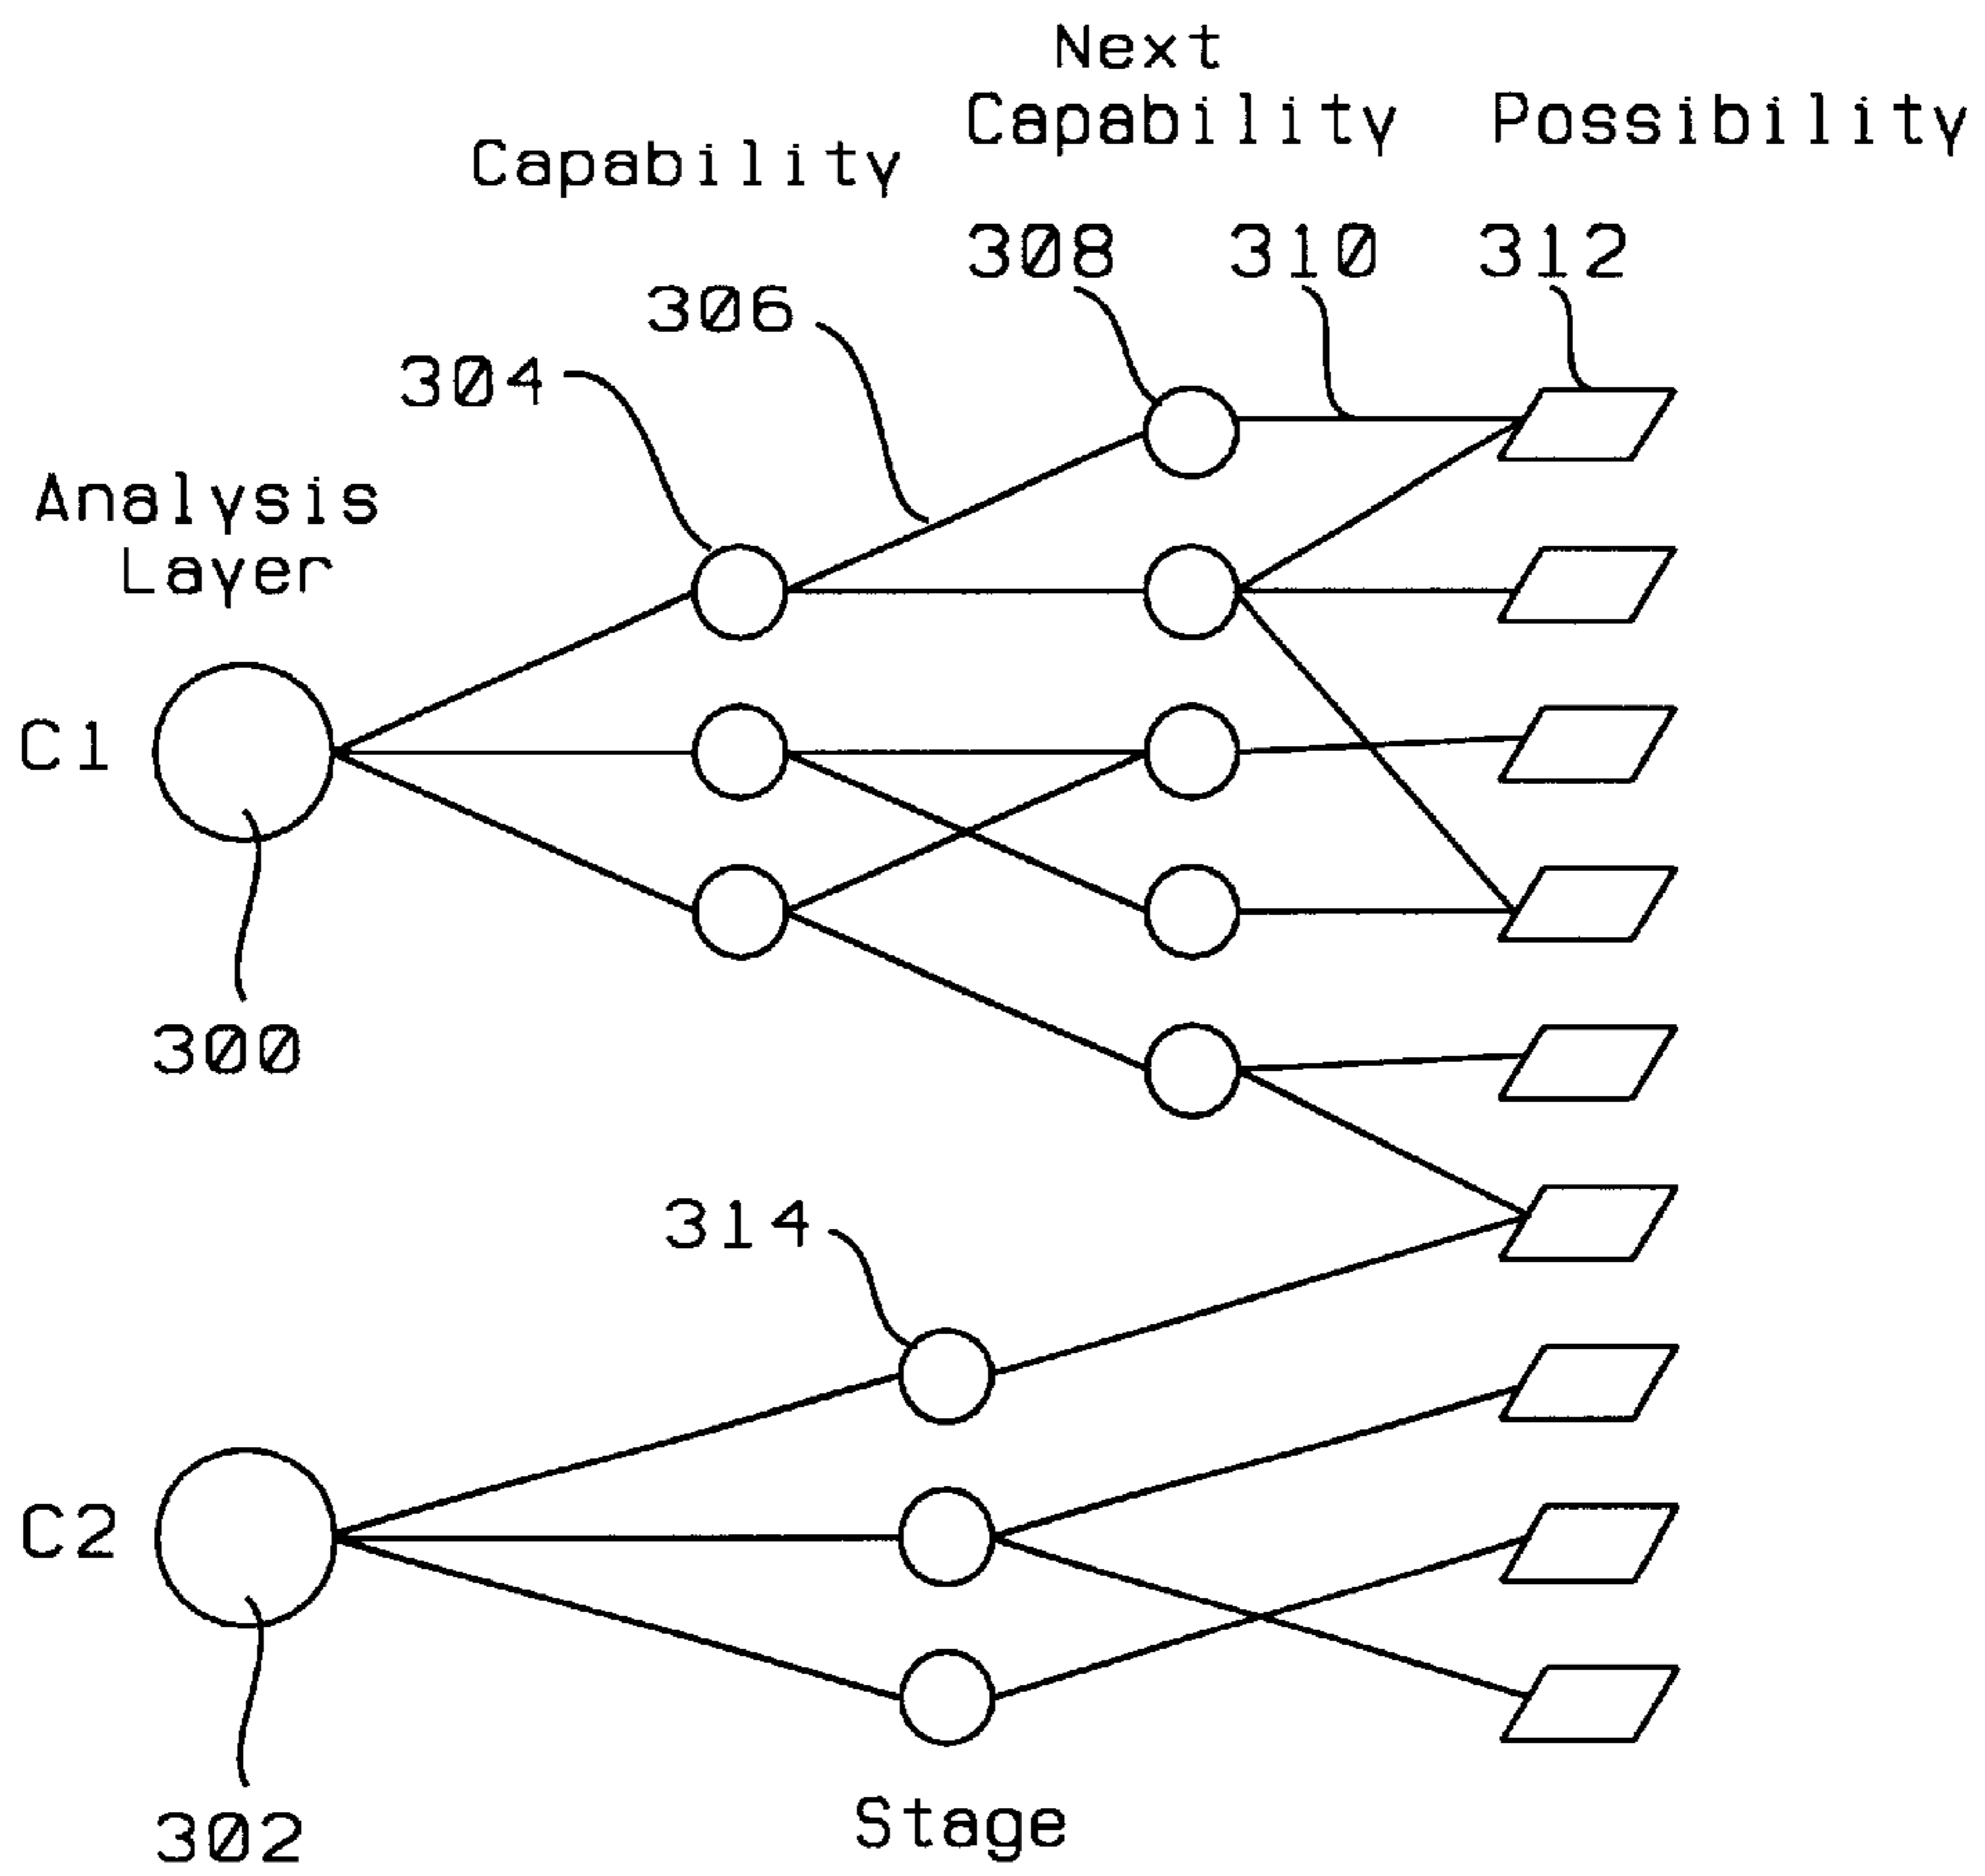 Next
Capability
Possibility
Capability
308
310
312
306
304
Analysis
Layer
C1
300
314
C2
302
Stage